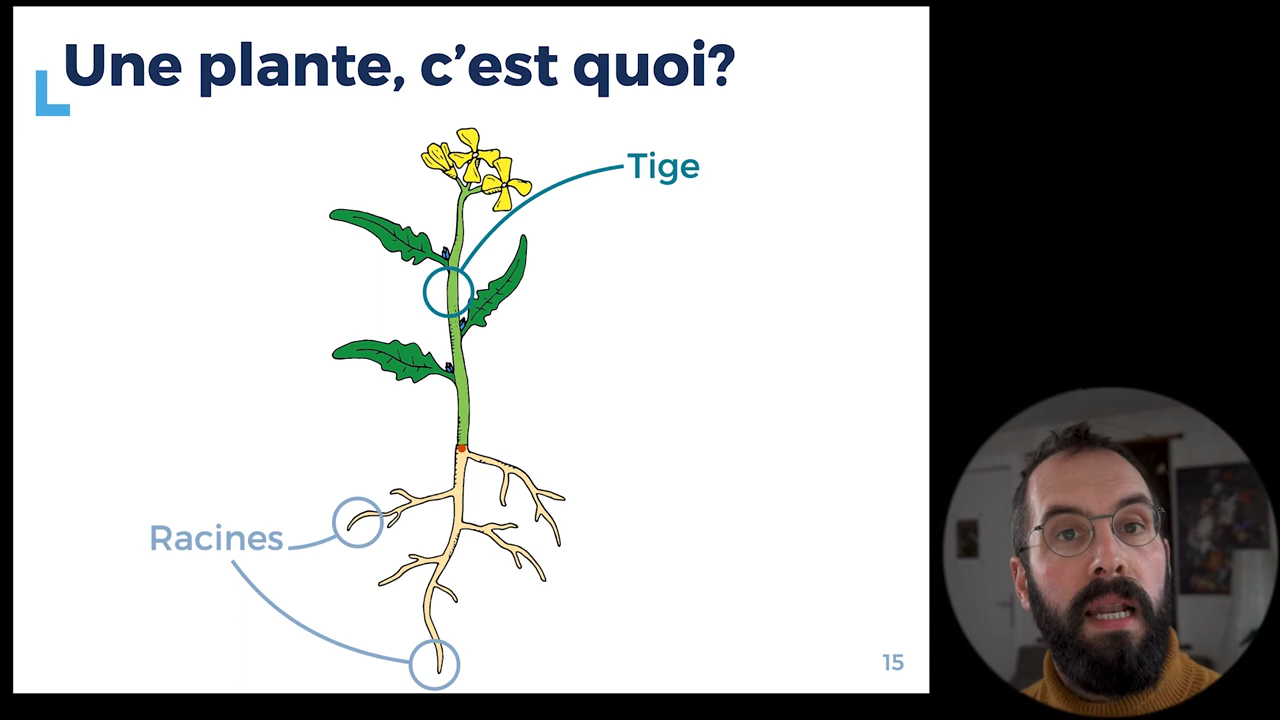 Une plante, c’est quoi?
Tige
Racines
15